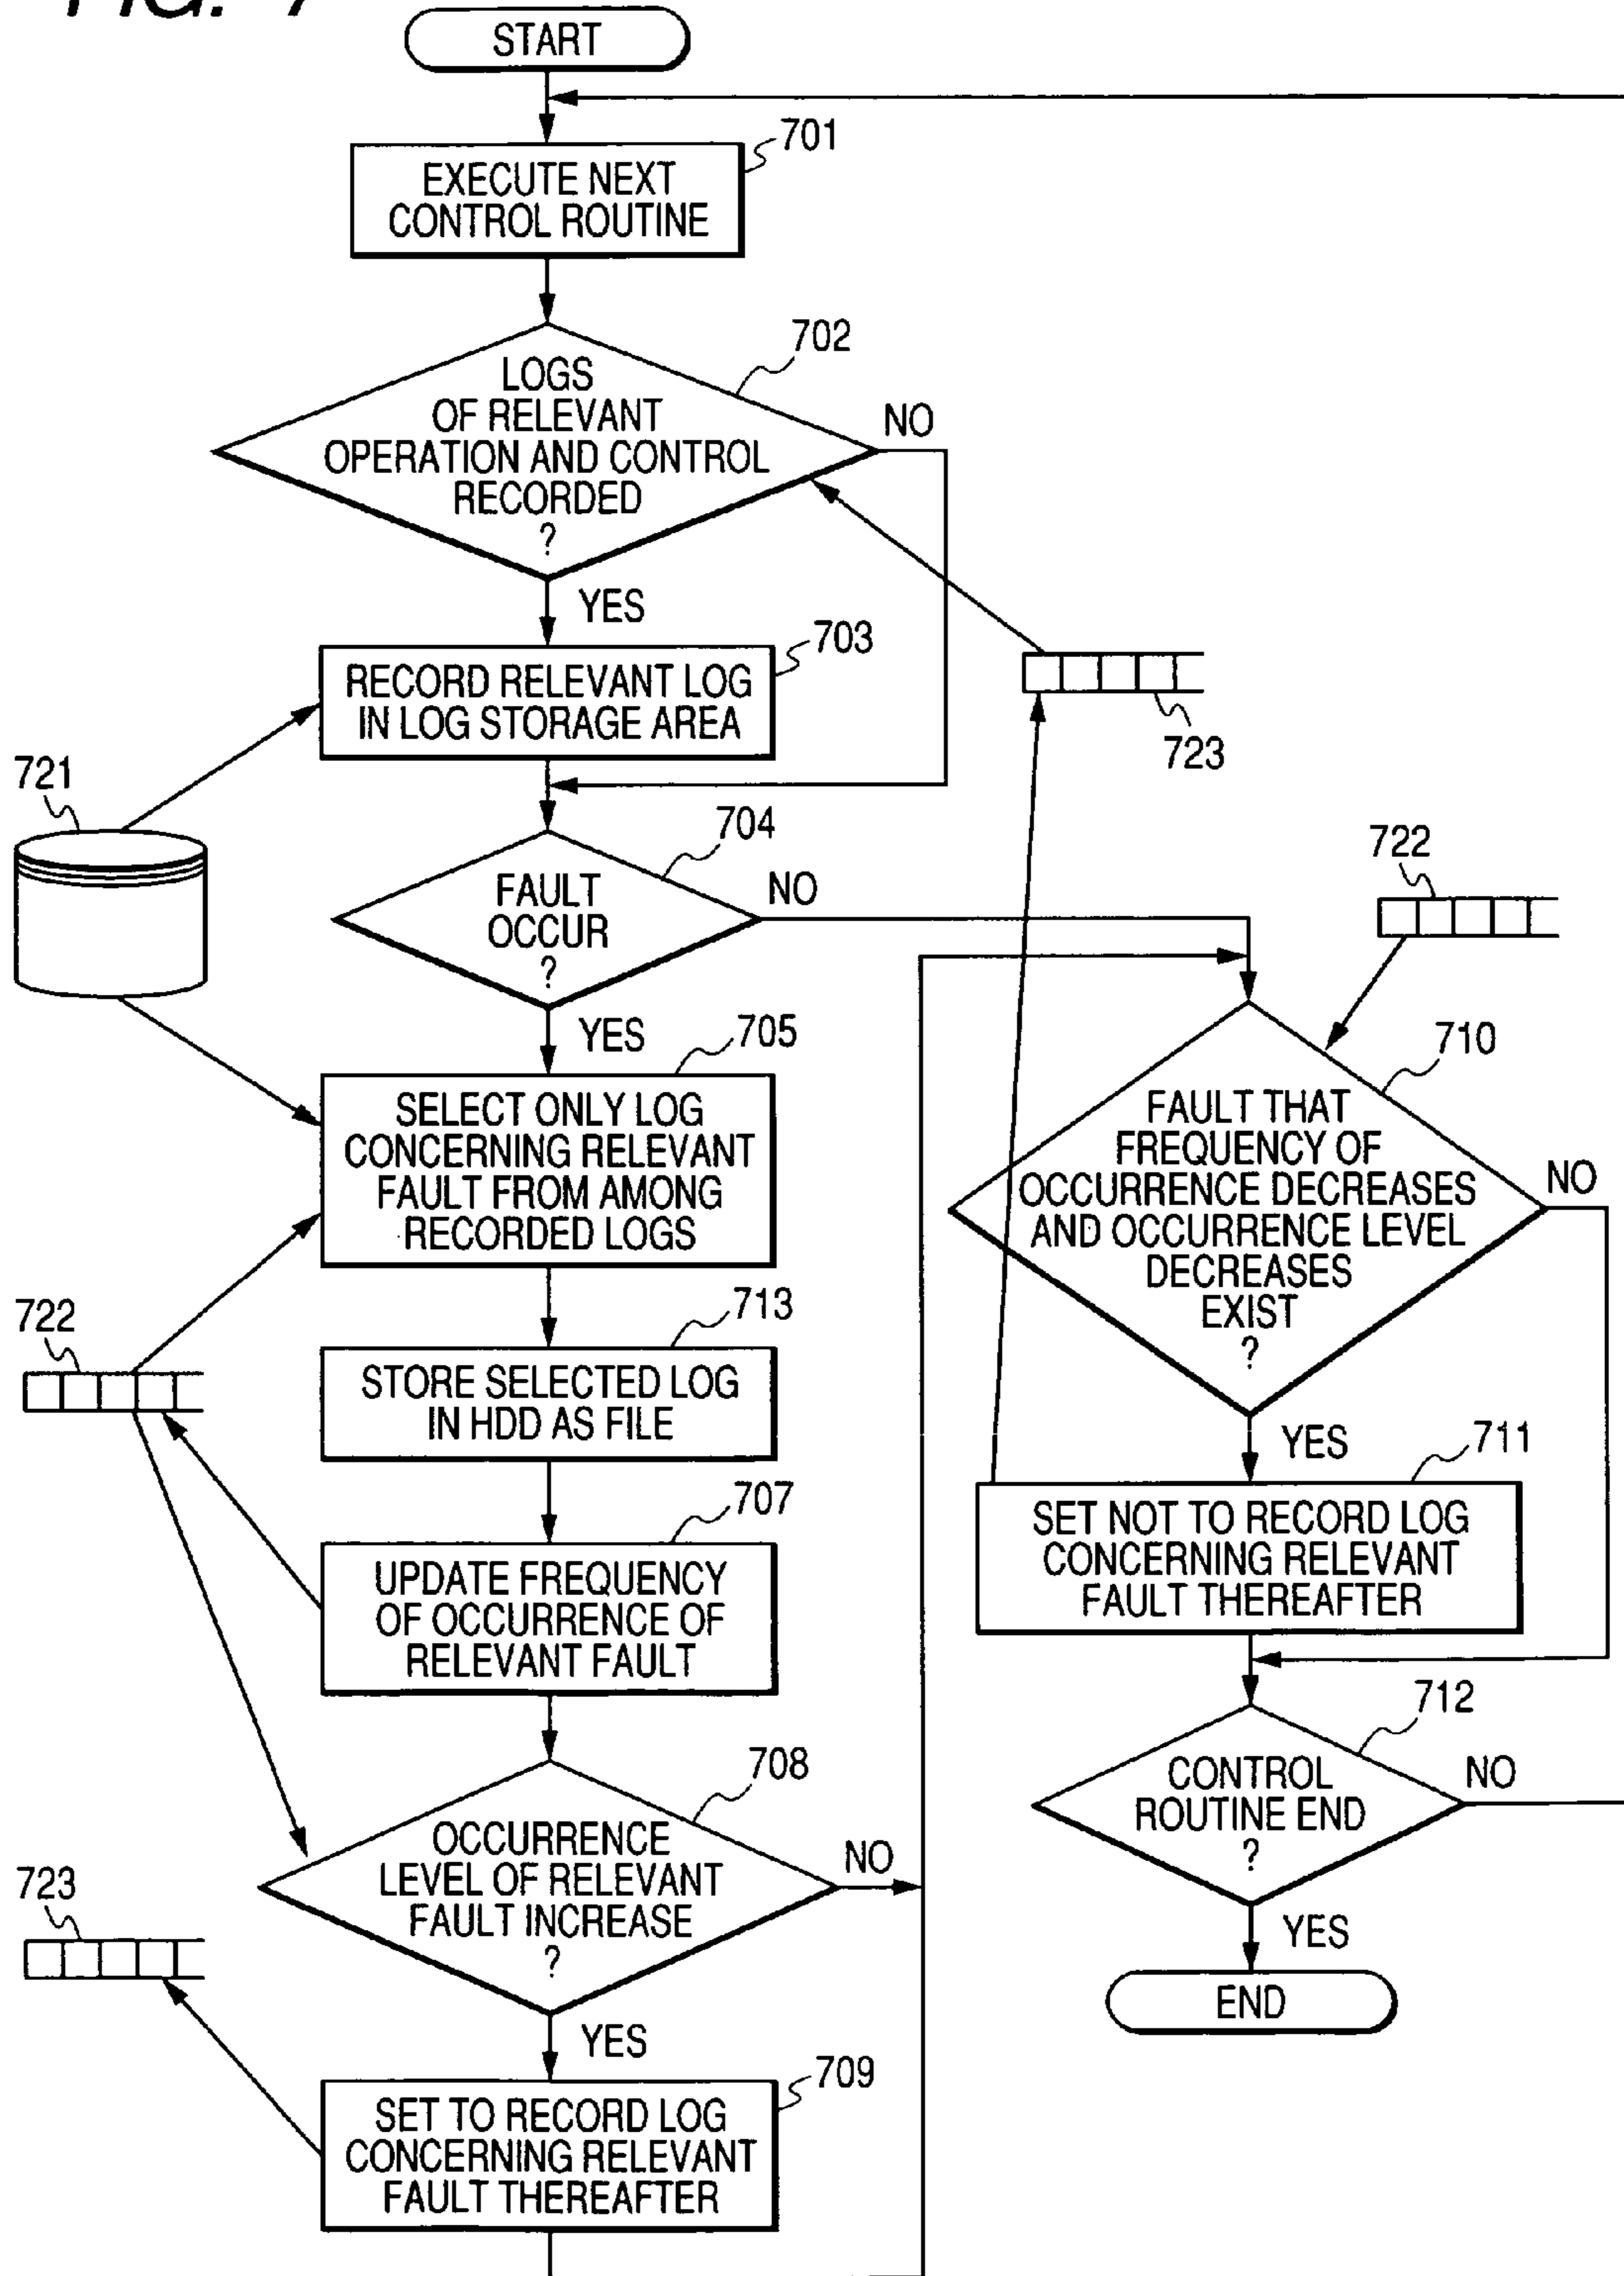 FIG. 7
START
701
EXECUTE NEXT
CONTROL ROUTINE
702
LOGS
OF RELEVANT
OPERATION AND CONTROL
RECORDED
?
NO
YES
703
RECORD RELEVANT LOG
IN LOG STORAGE AREA
723
721
704
FAULT
OCCUR
?
NO
YES
722
705
SELECT ONLY LOG
CONCERNING RELEVANT
FAULT FROM AMONG
RECORDED LOGS
722
713
STORE SELECTED LOG
IN HDD AS FILE
707
UPDATE FREQUENCY
OF OCCURRENCE OF
RELEVANT FAULT
708
OCCURRENCE
LEVEL OF RELEVANT
FAULT INCREASE
?
NO
YES
723
709
SET TO RECORD LOG
CONCERNING RELEVANT
FAULT THEREAFTER
710
FAULT THAT
FREQUENCY OF
OCCURRENCE DECREASES
AND OCCURRENCE LEVEL
DECREASES
EXIST
?
NO
YES
711
SET NOT TO RECORD LOG
CONCERNING RELEVANT
FAULT THEREAFTER
712
CONTROL
ROUTINE END
?
NO
YES
END